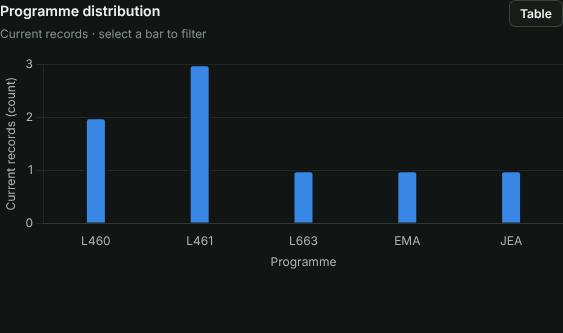 Programme distribution
Table
Current records · select a bar to filter
Current records (count)
3
2
1
0
L460 L461 L663 EMA JEA
Programme